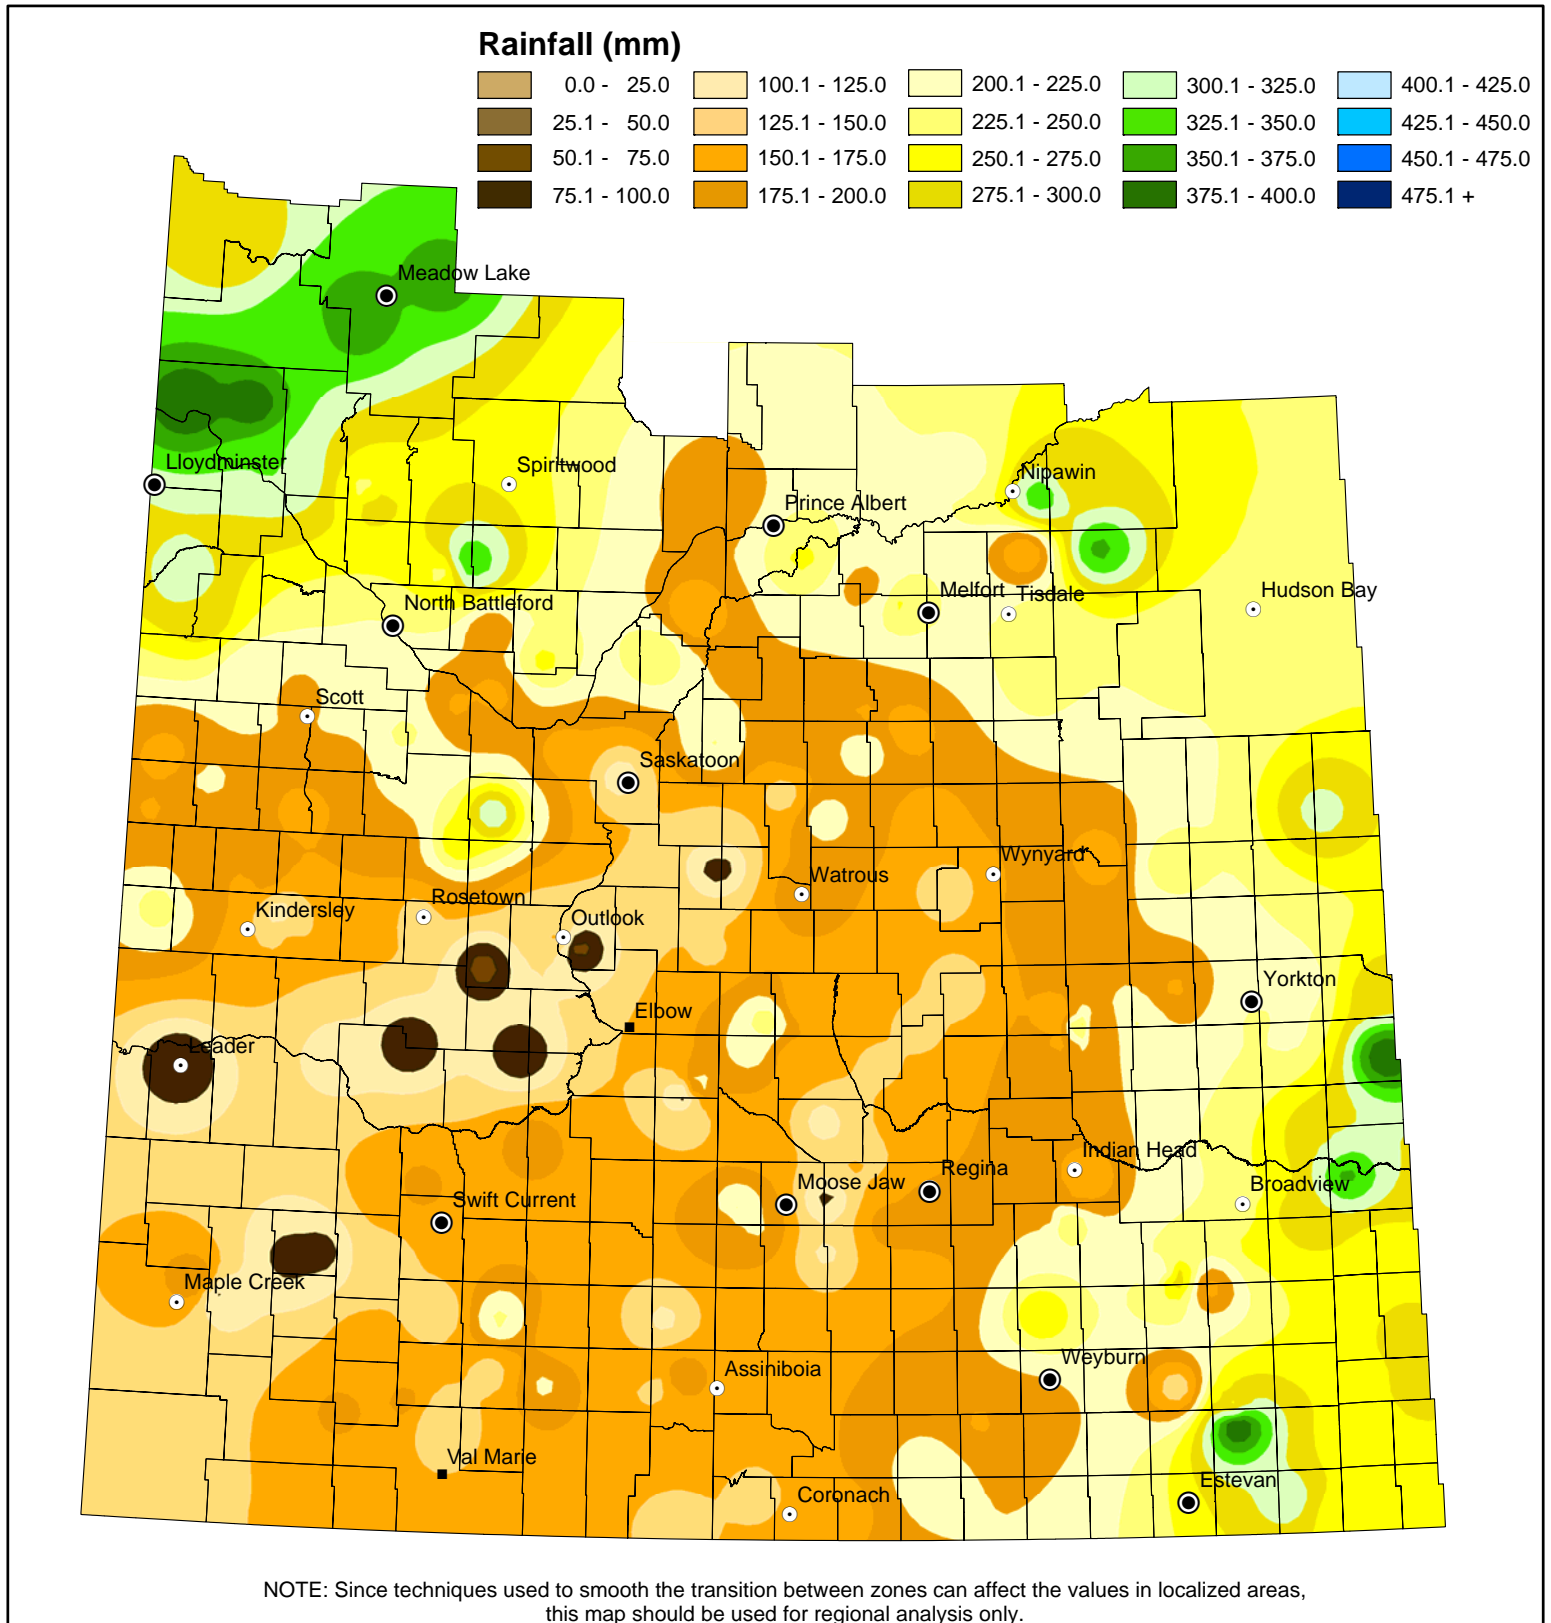 Rainfall (mm)
0.0 - 25.0
25.1 - 50.0
50.1 - 75.0
75.1 - 100.0
100.1 - 125.0
125.1 - 150.0
150.1 - 175.0
175.1 - 200.0
200.1 - 225.0
225.1 - 250.0
250.1 - 275.0
275.1 - 300.0
300.1 - 325.0
325.1 - 350.0
350.1 - 375.0
375.1 - 400.0
400.1 - 425.0
425.1 - 450.0
450.1 - 475.0
475.1 +
Meadow Lake
Lloydminster
Spiritwood
Nipawin
Prince Albert
North Battleford
Melfort
Tisdale
Hudson Bay
Scott
Saskatoon
Watrous
Wynyard
Kindersley
Rosetown
Outlook
Yorkton
Elbow
Leader
Indian Head
Regina
Moose Jaw
Broadview
Swift Current
Maple Creek
Weyburn
Assiniboia
Val Marie
Coronach
Estevan
NOTE: Since techniques used to smooth the transition between zones can affect the values in localized areas,
this map should be used for regional analysis only.